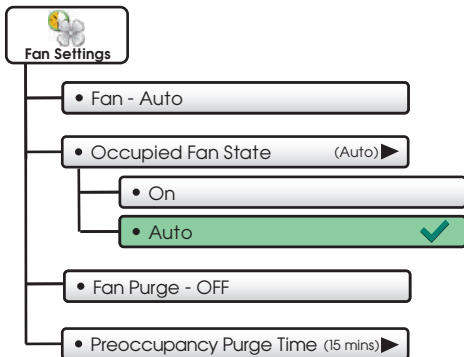 Fan Settings
• Fan - Auto
• Occupied Fan State (Auto)▶
• On
• Auto
• Fan Purge - OFF
• Preoccupancy Purge Time (15 mins)▶